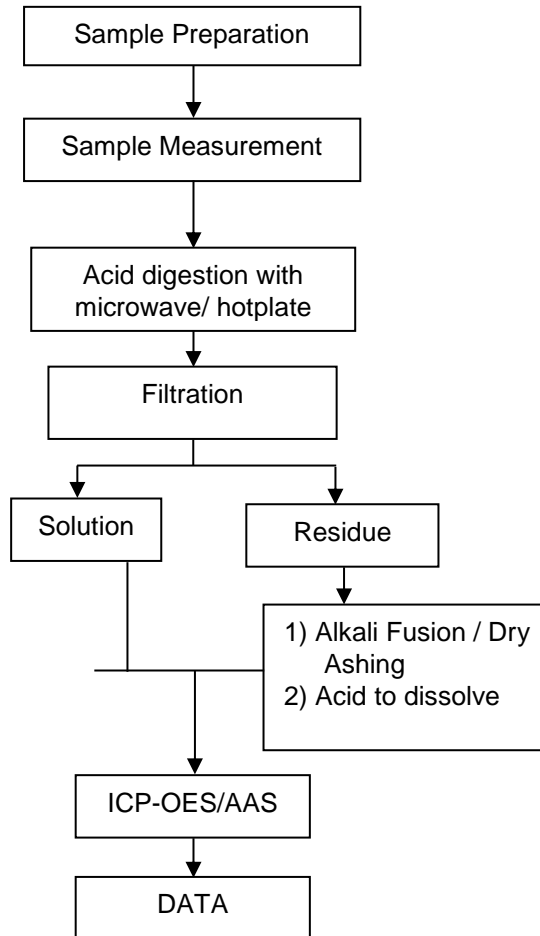 Sample Preparation
Sample Measurement
Acid digestion with
microwave/ hotplate
Filtration
Solution
Residue
1) Alkali Fusion / Dry
Ashing
2) Acid to dissolve
ICP-OES/AAS
DATA